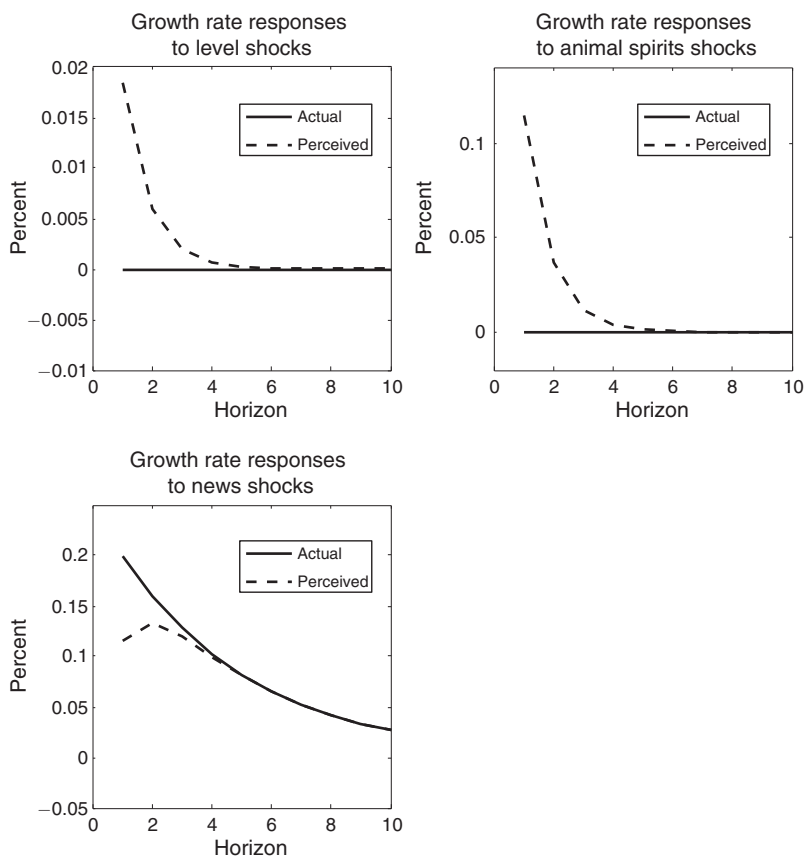 Growth rate responses
to level shocks
0.02
0.015
0.01
0.005
0
−0.005
−0.01
Percent
Actual
Perceived
0 2 4 6 8 10
Horizon
Growth rate responses
to animal spirits shocks
0.1
0.05
0
Percent
Actual
Perceived
0 2 4 6 8 10
Horizon
Growth rate responses
to news shocks
0.2
0.15
0.1
0.05
0
−0.05
Percent
Actual
Perceived
0 2 4 6 8 10
Horizon